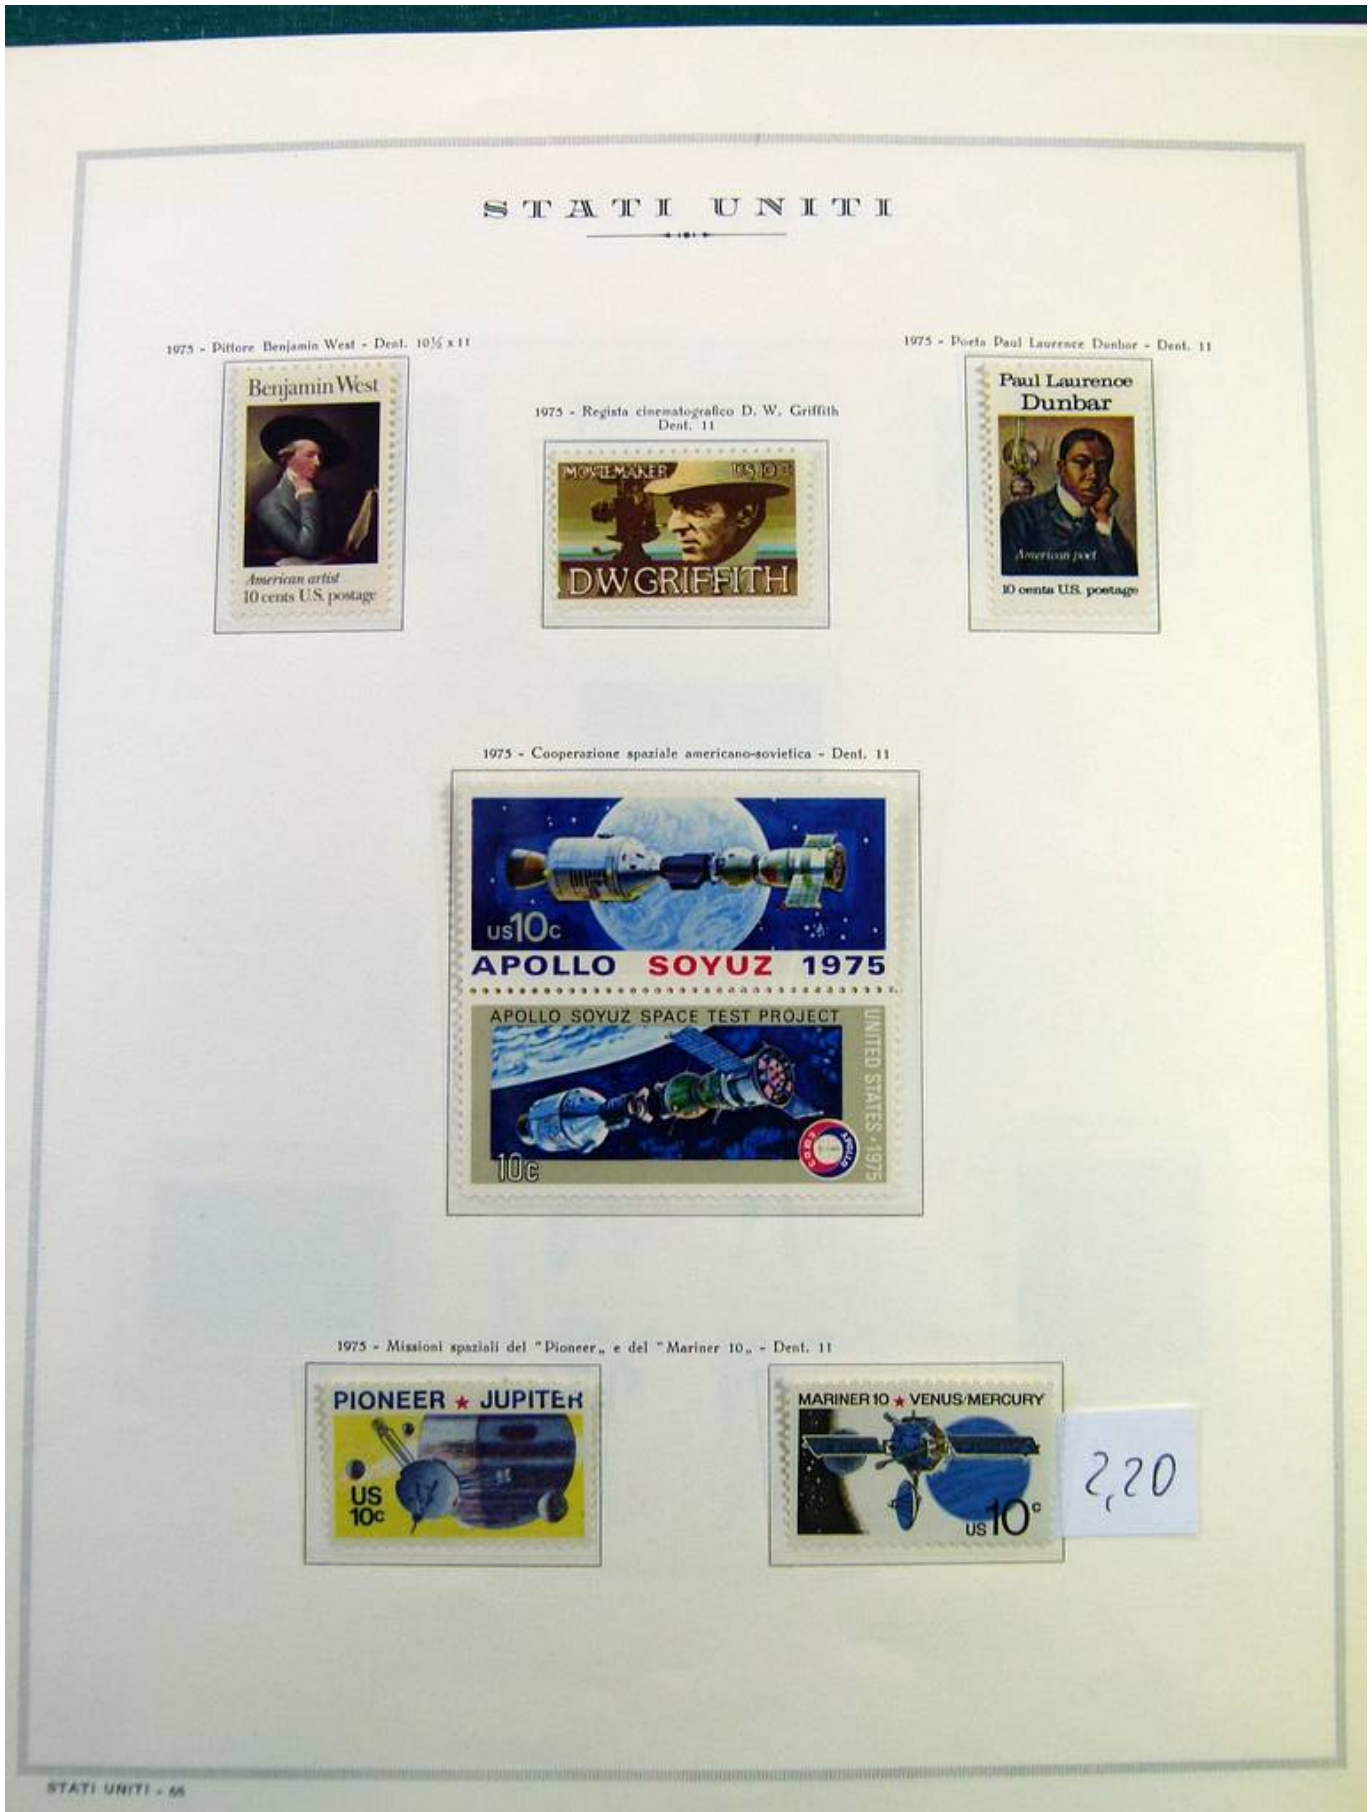 STATI UNITI
1975 - Pittore Benjamin West - Dent. 10½ x 11
Benjamin West
American artist
10 cents U.S. postage
1975 - Regista cinematografico D. W. Griffith
Dent. 11
MOVIEMAKER US 10 c
DW GRIFFITH
1975 - Poeta Paul Laurence Dunbar - Dent. 11
Paul Laurence
Dunbar
American poet
10 cents U.S. postage
1975 - Cooperazione spaziale americano-sovietica - Dent. 11
US 10c
APOLLO SOYUZ 1975
APOLLO SOYUZ SPACE TEST PROJECT
UNITED STATES · 1975
APOLLO
10c
1975 - Missioni spaziali del "Pioneer„ e del "Mariner 10„ - Dent. 11
PIONEER ★ JUPITER
US
10c
MARINER 10 ★ VENUS/MERCURY
US 10c
2,20
STATI UNITI - 66